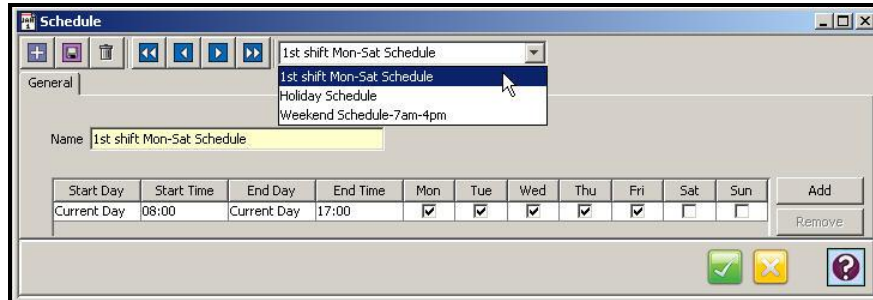 Schedule
1st shift Mon-Sat Schedule
1st shift Mon-Sat Schedule
Holiday Schedule
Weekend Schedule-7am-4pm
General
Name 1st shift Mon-Sat Schedule
Start Day Start Time End Day End Time Mon Tue Wed Thu Fri Sat Sun Add
Current Day 08:00 Current Day 17:00
Remove